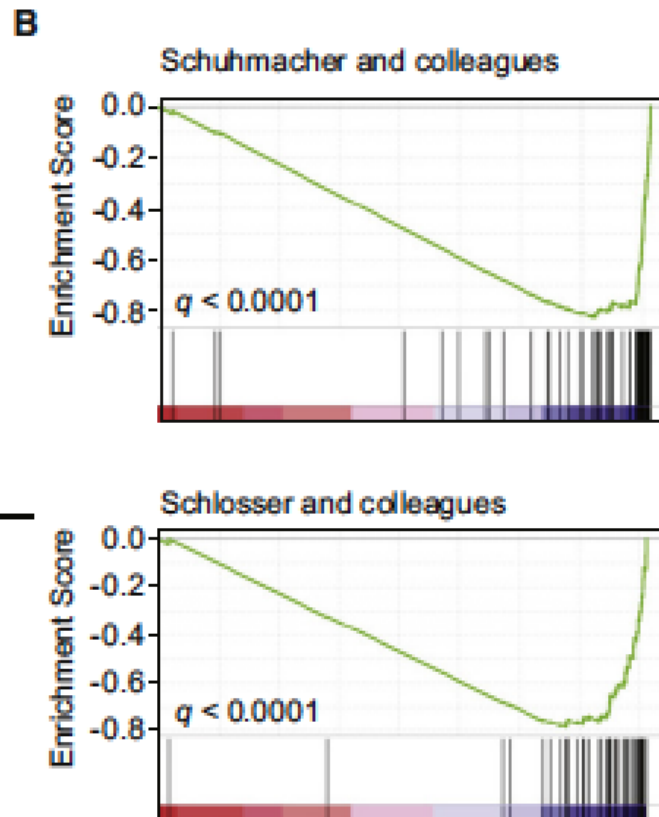 B
Schuhmacher and colleagues
Enrichment Score
0.0
-0.2
-0.4
-0.6
-0.8
q < 0.0001
Schlosser and colleagues
Enrichment Score
0.0
-0.2
-0.4
-0.6
-0.8
q < 0.0001